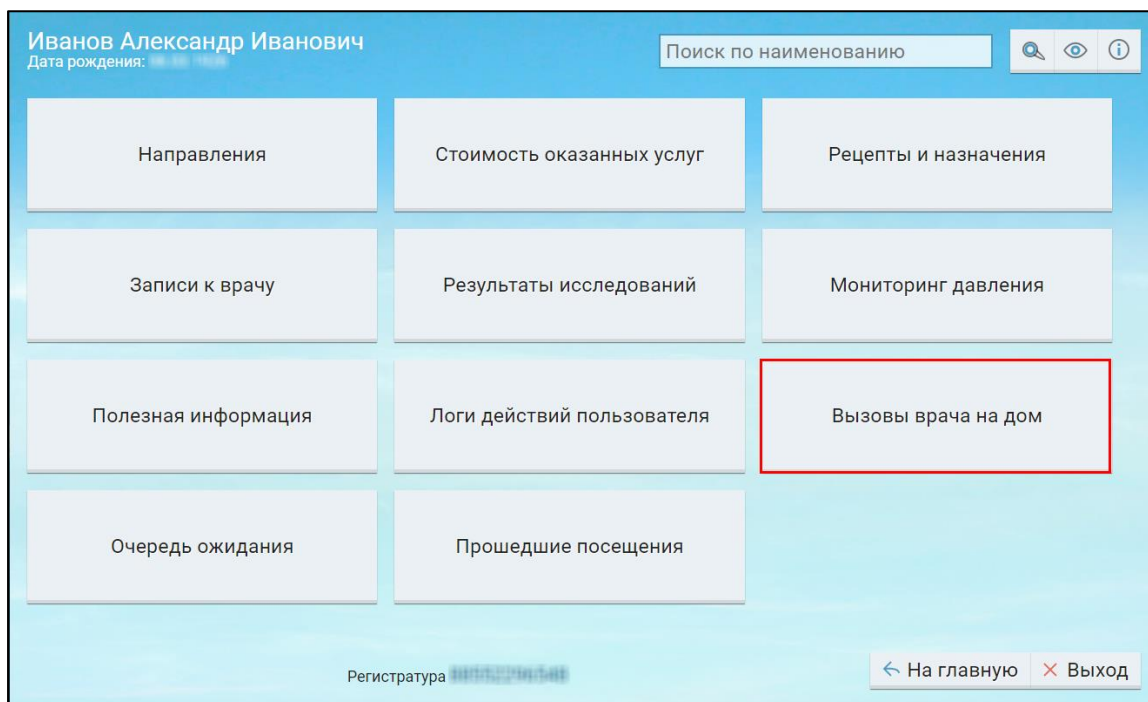 Иванов Александр Иванович
Дата рождения:
Поиск по наименованию
Направления
Стоимость оказанных услуг
Рецепты и назначения
Записи к врачу
Результаты исследований
Мониторинг давления
Полезная информация
Логи действий пользователя
Вызовы врача на дом
Очередь ожидания
Прошедшие посещения
Регистратура
На главную
Выход